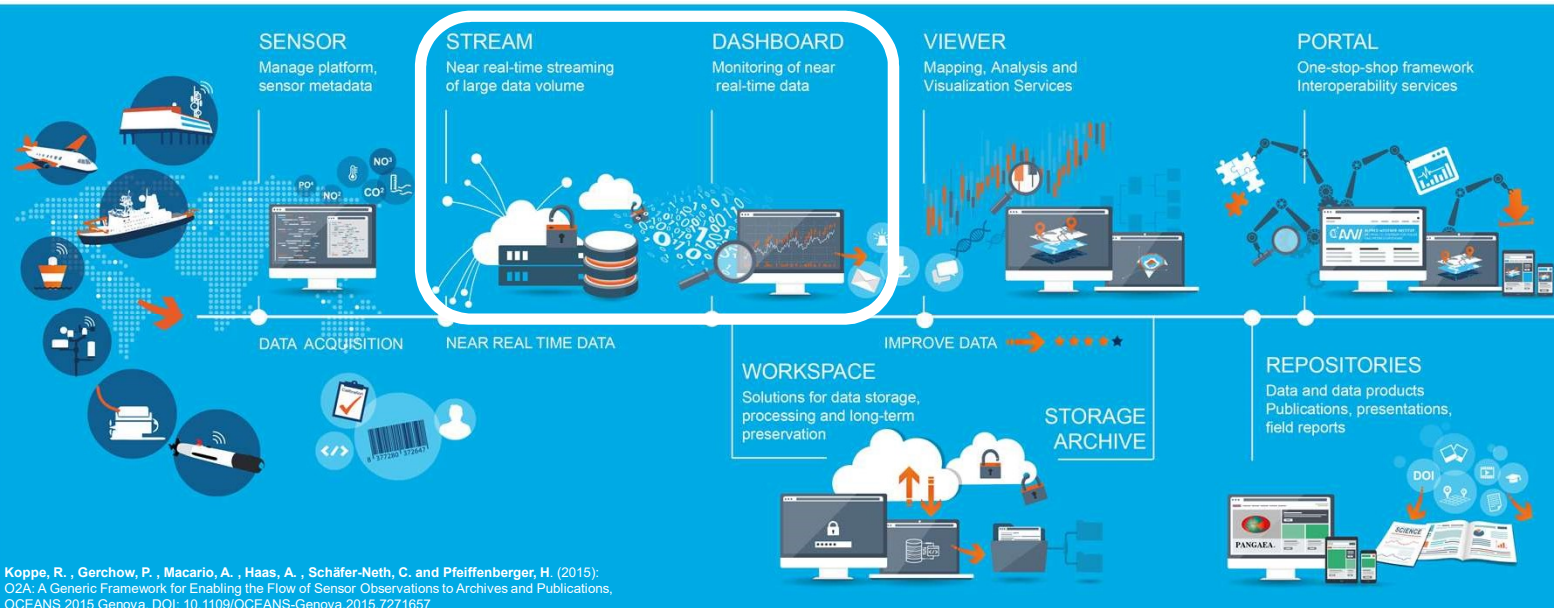 SENSOR
Manage platform,
sensor metadata
STREAM
Near real-time streaming
of large data volume
DASHBOARD
Monitoring of near
real-time data
VIEWER
Mapping, Analysis and
Visualization Services
PORTAL
One-stop-shop framework
Interoperability services
PO⁴
NO²
CO²
NO³
DATA ACQUISITION
NEAR REAL TIME DATA
IMPROVE DATA
WORKSPACE
Solutions for data storage,
processing and long-term
preservation
STORAGE
ARCHIVE
REPOSITORIES
Data and data products
Publications, presentations,
field reports
</>
8 377280 372647
DOI
SCIENCE
PANGAEA.
AWI
Koppe, R. , Gerchow, P. , Macario, A. , Haas, A. , Schäfer-Neth, C. and Pfeiffenberger, H. (2015):
O2A: A Generic Framework for Enabling the Flow of Sensor Observations to Archives and Publications,
OCEANS 2015 Genova. DOI: 10.1109/OCEANS-Genova.2015.7271657